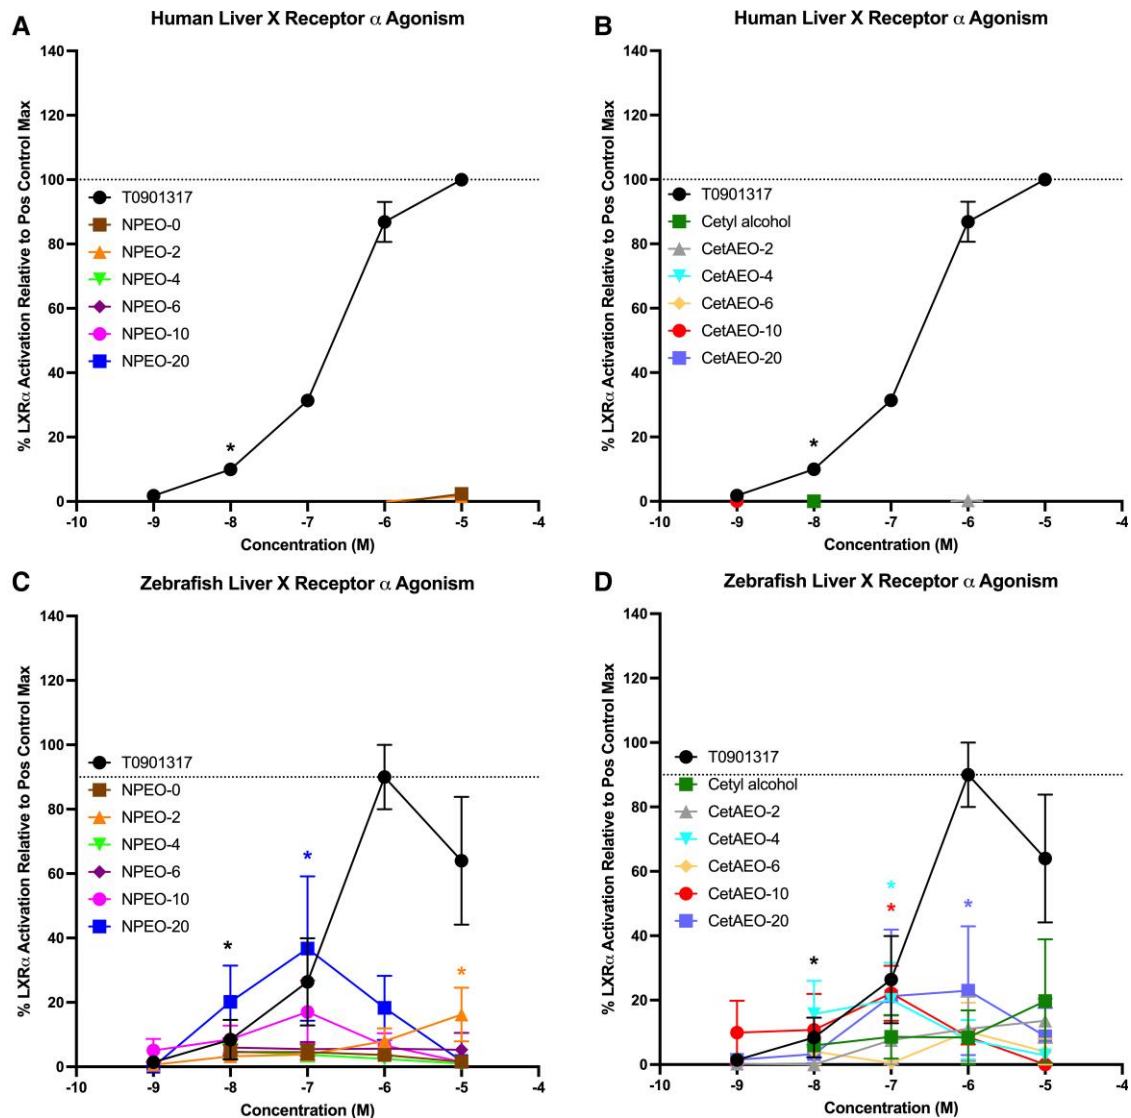 A
Human Liver X Receptor α Agonism
% LXRα Activation Relative to Pos Control Max
140
120
100
80
60
40
20
0
T0901317
NPEO-0
NPEO-2
NPEO-4
NPEO-6
NPEO-10
NPEO-20
*
-10
-9
-8
-7
-6
-5
-4
Concentration (M)
B
Human Liver X Receptor α Agonism
% LXRα Activation Relative to Pos Control Max
140
120
100
80
60
40
20
0
T0901317
Cetyl alcohol
CetAEO-2
CetAEO-4
CetAEO-6
CetAEO-10
CetAEO-20
*
-10
-9
-8
-7
-6
-5
-4
Concentration (M)
C
Zebrafish Liver X Receptor α Agonism
% LXRα Activation Relative to Pos Control Max
140
120
100
80
60
40
20
0
T0901317
NPEO-0
NPEO-2
NPEO-4
NPEO-6
NPEO-10
NPEO-20
*
*
*
-10
-9
-8
-7
-6
-5
-4
Concentration (M)
D
Zebrafish Liver X Receptor α Agonism
% LXRα Activation Relative to Pos Control Max
140
120
100
80
60
40
20
0
T0901317
Cetyl alcohol
CetAEO-2
CetAEO-4
CetAEO-6
CetAEO-10
CetAEO-20
*
*
*
*
-10
-9
-8
-7
-6
-5
-4
Concentration (M)